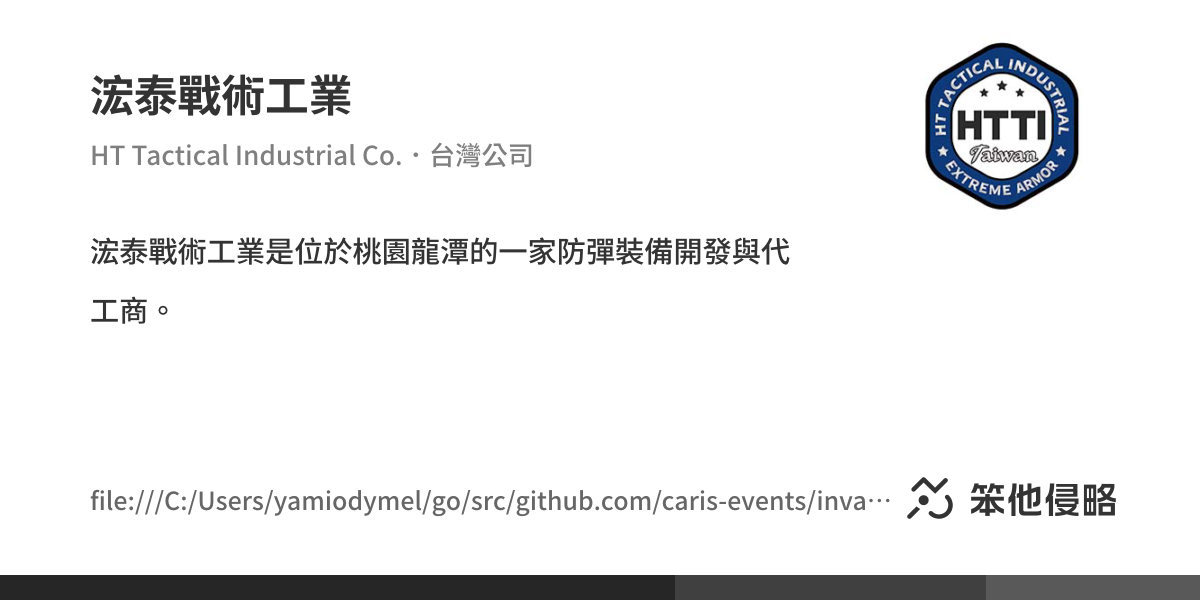 浤泰戰術工業
HT Tactical Industrial Co.・台灣公司
HT TACTICAL INDUSTRIAL
HTTI
Taiwan
EXTREME ARMOR
浤泰戰術工業是位於桃園龍潭的一家防彈裝備開發與代
工商。
file:///C:/Users/yamiodymel/go/src/github.com/caris-events/inva…
笨他侵略